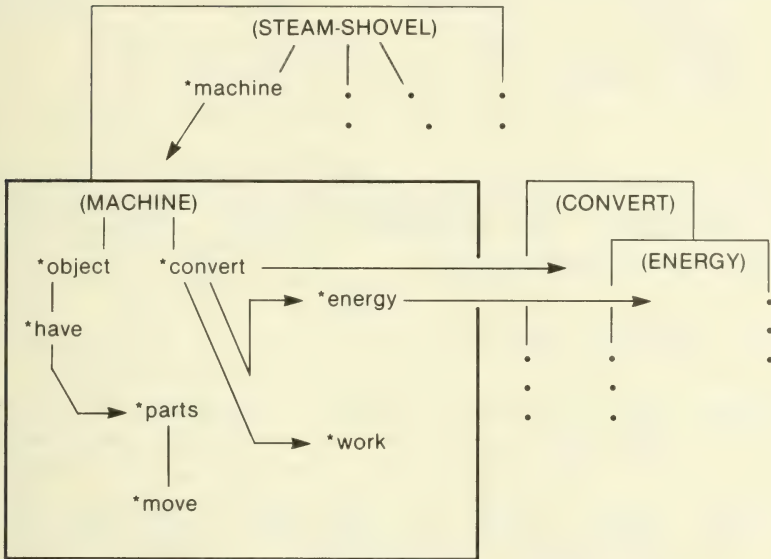 (STEAM-SHOVEL)
*machine
(MACHINE)
(CONVERT)
*object
*convert
(ENERGY)
*energy
*have
*parts
*work
*move